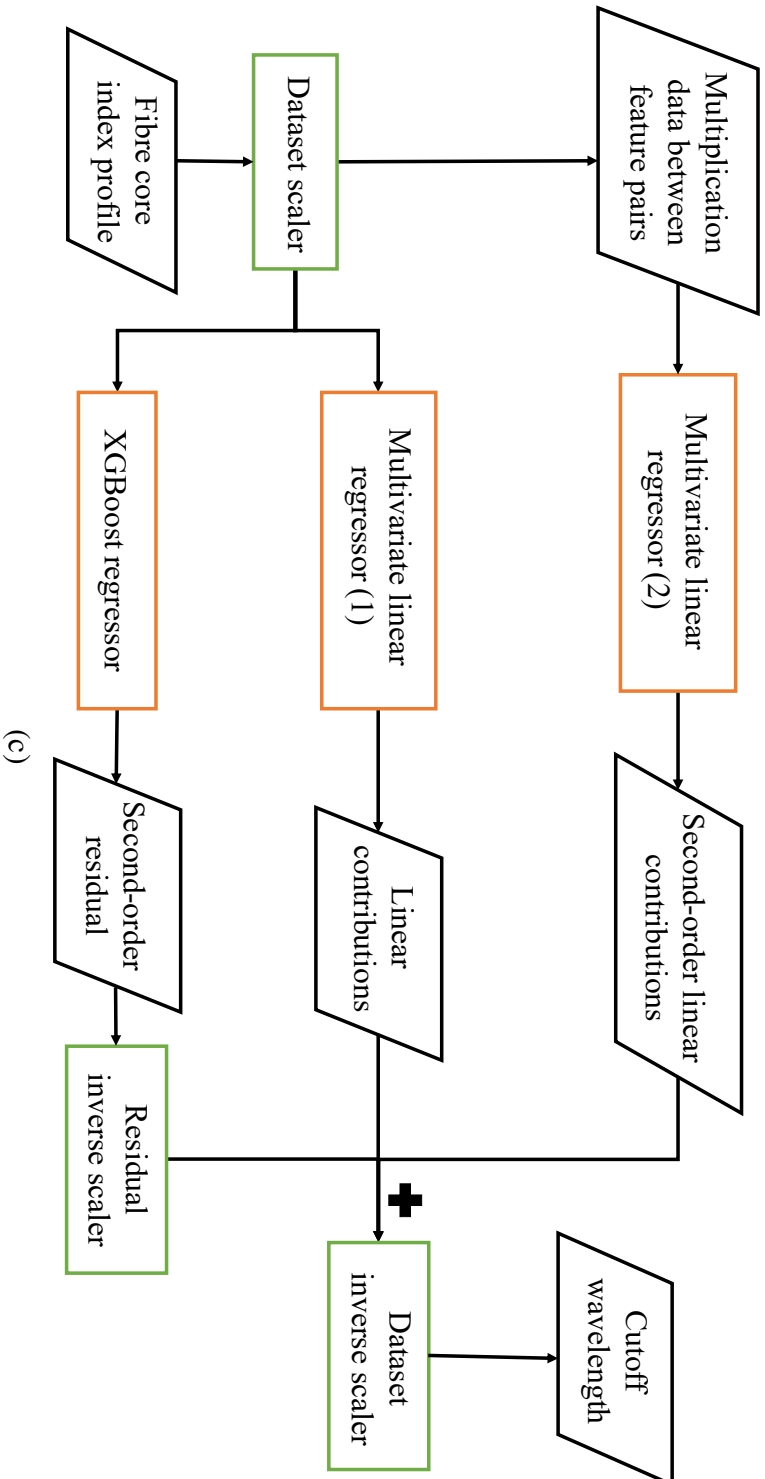 Fibre core
index profile
Dataset scaler
Multiplication
data between
feature pairs
Multivariate linear
regressor (2)
Second-order linear
contributions
Multivariate linear
regressor (1)
Linear
contributions
XGBoost regressor
Second-order
residual
Residual
inverse scaler
Dataset
inverse scaler
Cutoff
wavelength
(c)